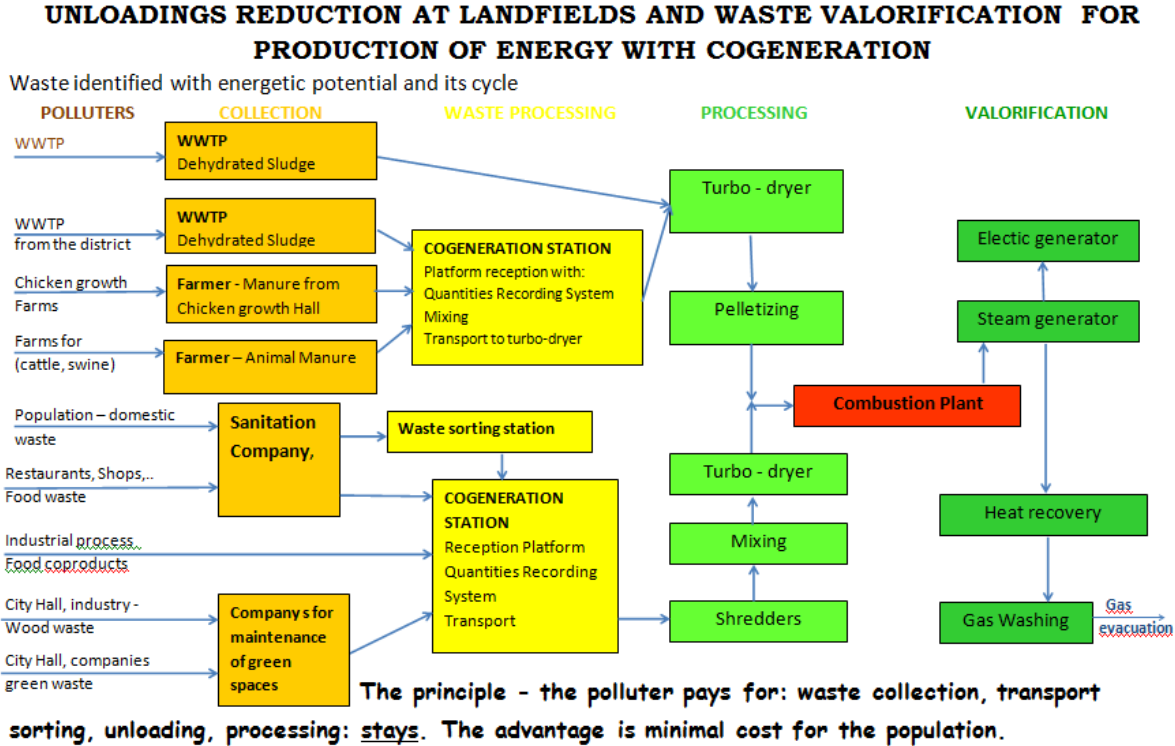 UNLOADINGS REDUCTION AT LANDFIELDS AND WASTE VALORIFICATION FOR
PRODUCTION OF ENERGY WITH COGENERATION
Waste identified with energetic potential and its cycle
POLLUTERS
COLLECTION
WASTE PROCESSING
PROCESSING
VALORIFICATION
WWTP
WWTP
Dehydrated Sludge
WWTP
from the district
WWTP
Dehydrated Sludge
Chicken growth
Farms
Farmer - Manure from
Chicken growth Hall
Farms for
(cattle, swine)
Farmer – Animal Manure
COGENERATION STATION
Platform reception with:
Quantities Recording System
Mixing
Transport to turbo-dryer
Turbo - dryer
Pelletizing
Electic generator
Steam generator
Combustion Plant
Population – domestic
waste
Restaurants, Shops,..
Food waste
Sanitation
Company,
Waste sorting station
Industrial process
Food coproducts
City Hall, industry -
Wood waste
City Hall, companies
green waste
Companys for
maintenance
of green
spaces
COGENERATION
STATION
Reception Platform
Quantities Recording
System
Transport
Turbo - dryer
Mixing
Shredders
Heat recovery
Gas Washing
Gas
evacuation
The principle - the polluter pays for: waste collection, transport
sorting, unloading, processing: stays. The advantage is minimal cost for the population.